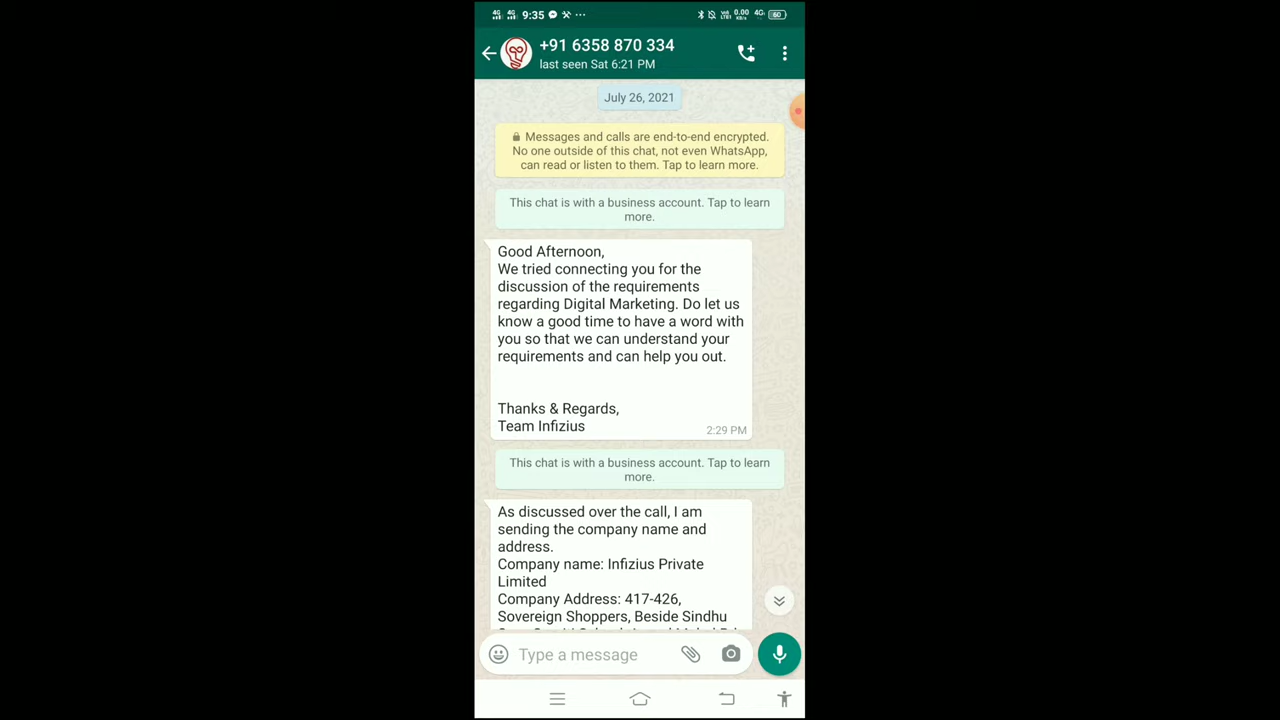 9:35
0.00
KB/s
4G
60
+91 6358 870 334
last seen Sat 6:21 PM
July 26, 2021
Messages and calls are end-to-end encrypted.
No one outside of this chat, not even WhatsApp,
can read or listen to them. Tap to learn more.
This chat is with a business account. Tap to learn
more.
Good Afternoon,
We tried connecting you for the
discussion of the requirements
regarding Digital Marketing. Do let us
know a good time to have a word with
you so that we can understand your
requirements and can help you out.
Thanks & Regards,
Team Infizius
2:29 PM
This chat is with a business account. Tap to learn
more.
As discussed over the call, I am
sending the company name and
address.
Company name: Infizius Private
Limited
Company Address: 417-426,
Sovereign Shoppers, Beside Sindhu
Type a message